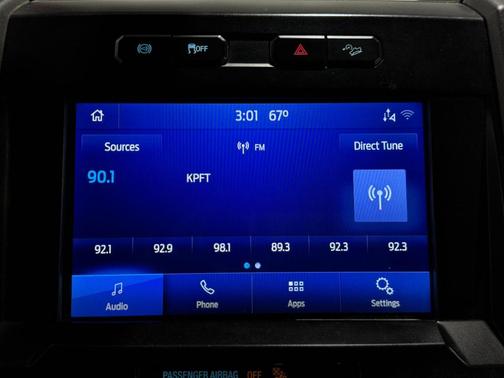 OFF
3:01 67º
Sources FM Direct Tune
90.1 KPFT
92.1 92.9 98.1 89.3 92.3 92.3
Audio Phone Apps Settings
PASSENGER AIRBAG OFF